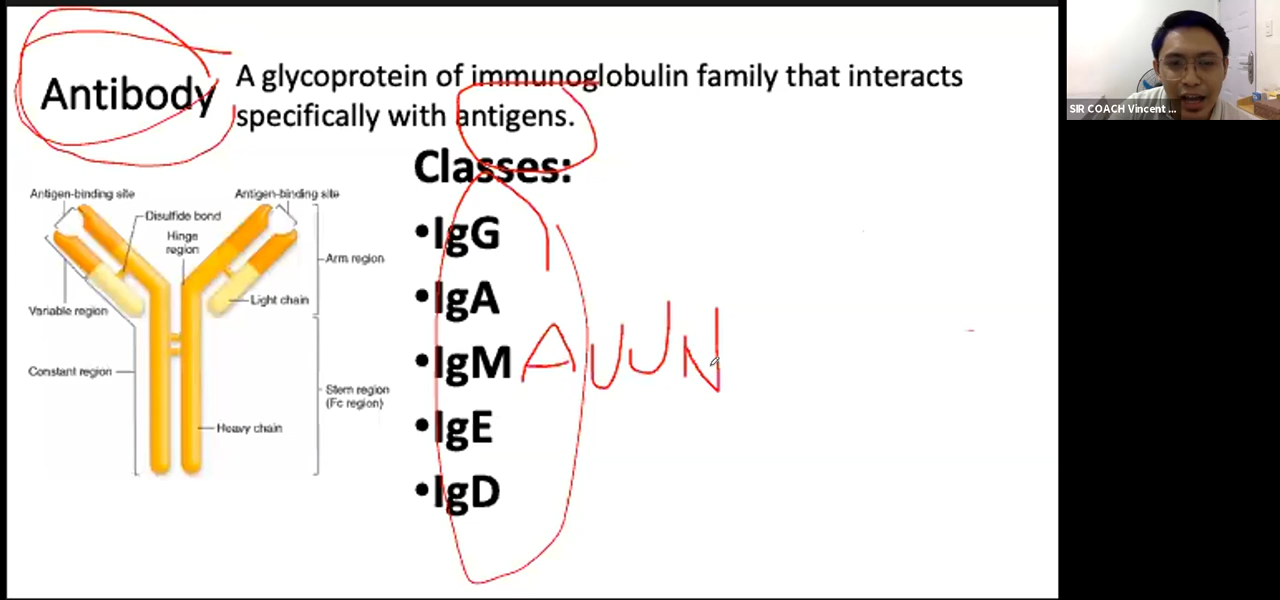 Antibody
A glycoprotein of immunoglobulin family that interacts
specifically with antigens.
Classes:
•IgG
•IgA
•IgM
•IgE
•IgD
Antigen-binding site
Antigen-binding site
Disulfide bond
Hinge
region
Arm region
Light chain
Variable region
Constant region
Stem region
(Fc region)
Heavy chain
SIR COACH Vincent ...